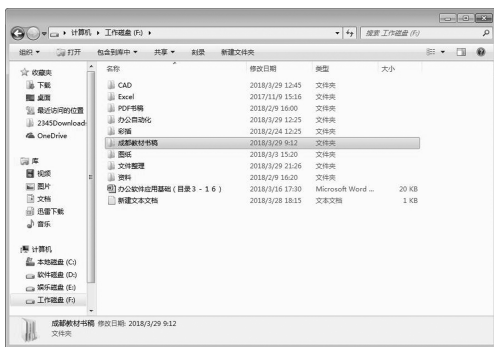 计算机 ▸ 工作磁盘 (F:) ▸
搜索 工作磁盘 (F:)
组织 打开 包含到库中 共享 刻录 新建文件夹
名称 修改日期 类型 大小
CAD 2018/3/29 12:45 文件夹
Excel 2017/11/9 15:16 文件夹
PDF书稿 2018/2/9 16:00 文件夹
办公自动化 2018/3/29 12:25 文件夹
彩插 2018/2/24 12:25 文件夹
成都教材书稿 2018/3/29 9:12 文件夹
图纸 2018/3/3 15:20 文件夹
文件整理 2018/3/29 21:26 文件夹
资料 2018/2/9 16:20 文件夹
办公软件应用基础(目录3-16) 2018/3/16 17:30 Microsoft Word ... 20 KB
新建文本文档 2018/3/28 18:15 文本文档 1 KB
收藏夹
下载
桌面
最近访问的位置
2345Download
OneDrive
库
视频
图片
文档
迅雷下载
音乐
计算机
本地磁盘 (C:)
软件磁盘 (D:)
娱乐磁盘 (E:)
工作磁盘 (F:)
成都教材书稿 修改日期: 2018/3/29 9:12
文件夹